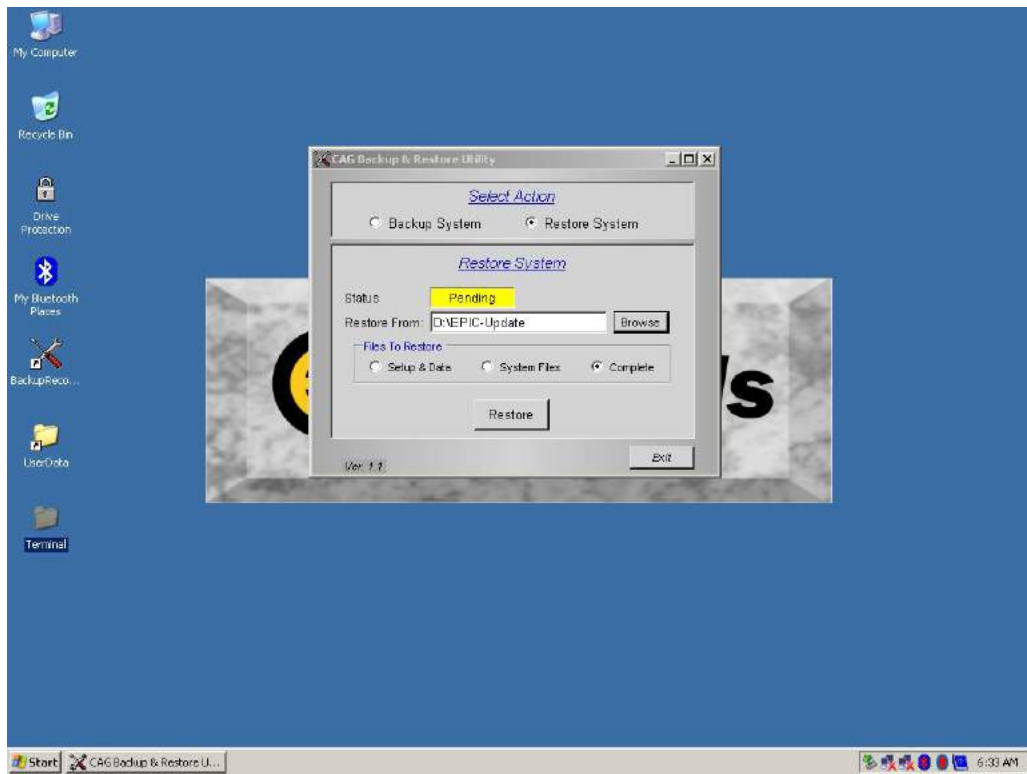 My Computer
Recycle Bin
Drive
Protection
My Bluetooth
Places
BackupReco...
UserData
Terminal
CAG Backup & Restore Utility
Select Action
Backup System
Restore System
Restore System
Status
Pending
Restore From:
D:\EPIC-Update
Browse
Files To Restore
Setup & Data
System Files
Complete
Restore
Ver 1.1
Exit
s
Start
CAG Backup & Restore U...
6:33 AM